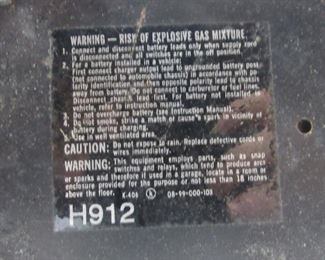 WARNING — RISK OF EXPLOSIVE GAS MIXTURE.
1. Connect and disconnect battery leads only when supply cord
is disconnected and all switches are in the off position.
2. For a battery installed in a vehicle:
First connect charger output lead to ungrounded battery post
(not connected to automobile chassis) in accordance with po-
larity identification and then opposite polarity lead to chassis
away from battery. Do not connect to carburetor or fuel lines.
Disconnect chassis lead first. For battery not installed in
vehicle, refer to instruction manual.
3. Do not overcharge battery (see Instruction Manual).
4. Do not smoke, strike a match or cause a spark in vicinity of
battery during charging.
Use in well ventilated area.
CAUTION: Do not expose to rain. Replace defective cords or
wires immediately.
WARNING: This equipment employs parts, such as snap
switches and relays, which tend to produce arcs
or sparks and therefore if used in a garage, locate in a room or
enclosure provided for the purpose or not less than 18 inches
above the floor. K-406 08-99-000-103
H912